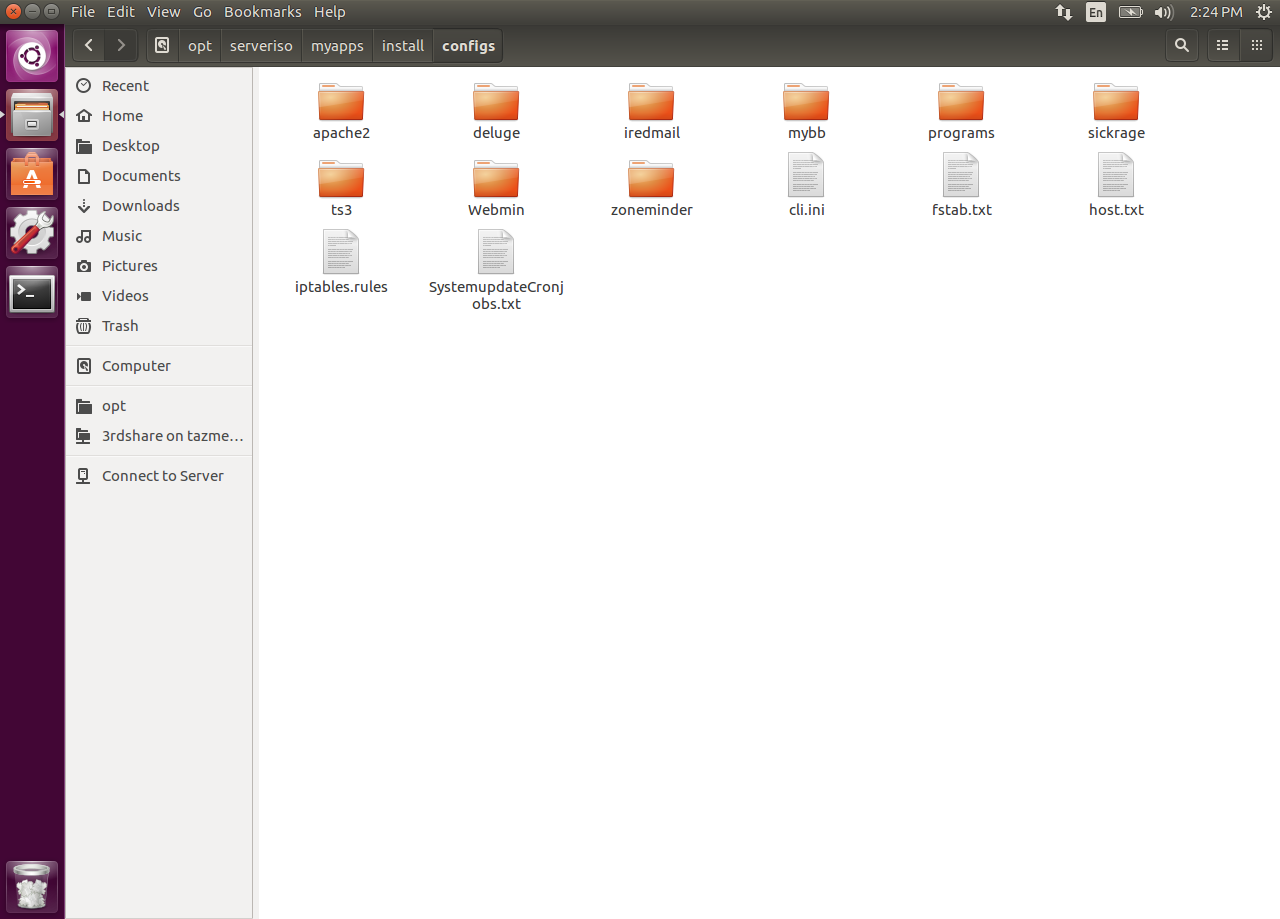 File Edit View Go Bookmarks Help
En
2:24 PM
opt serveriso myapps install configs
Recent
Home
Desktop
Documents
Downloads
Music
Pictures
Videos
Trash
Computer
opt
3rdshare on tazme…
Connect to Server
apache2 deluge iredmail mybb programs sickrage
ts3 Webmin zoneminder cli.ini fstab.txt host.txt
iptables.rules SystemupdateCronj
obs.txt